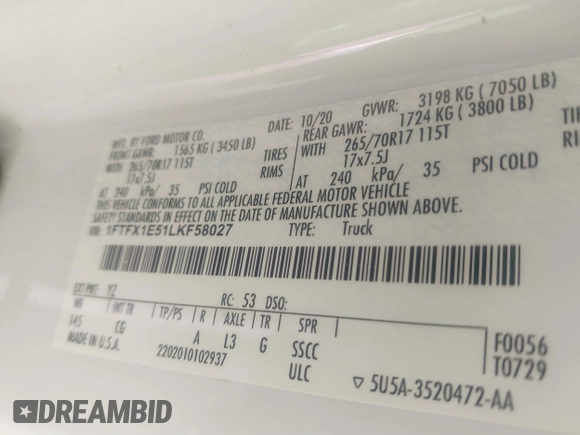 MFG. BY FORD MOTOR CO.
DATE: 10/20 GVWR: 3198 KG ( 7050 LB)
FRONT GAWR: 1565 KG ( 3450 LB) REAR GAWR: 1724 KG ( 3800 LB)
WITH 265/70R17 115T TIRES WITH 265/70R17 115T
17x7.5J RIMS 17x7.5J
AT 240 kPa/ 35 PSI COLD AT 240 kPa/ 35 PSI COLD
THIS VEHICLE CONFORMS TO ALL APPLICABLE FEDERAL MOTOR VEHICLE
SAFETY STANDARDS IN EFFECT ON THE DATE OF MANUFACTURE SHOWN ABOVE.
VIN: 1FTFX1E51LKF58027 TYPE: Truck
EXT PNT: YZ RC: 53 DSO:
WB INT TR TP/PS R AXLE TR SPR
145 CG A L3 G SSCC
MADE IN U.S.A. 2202010102937 ULC
F0056
T0729
5U5A-3520472-AA
DREAMBID